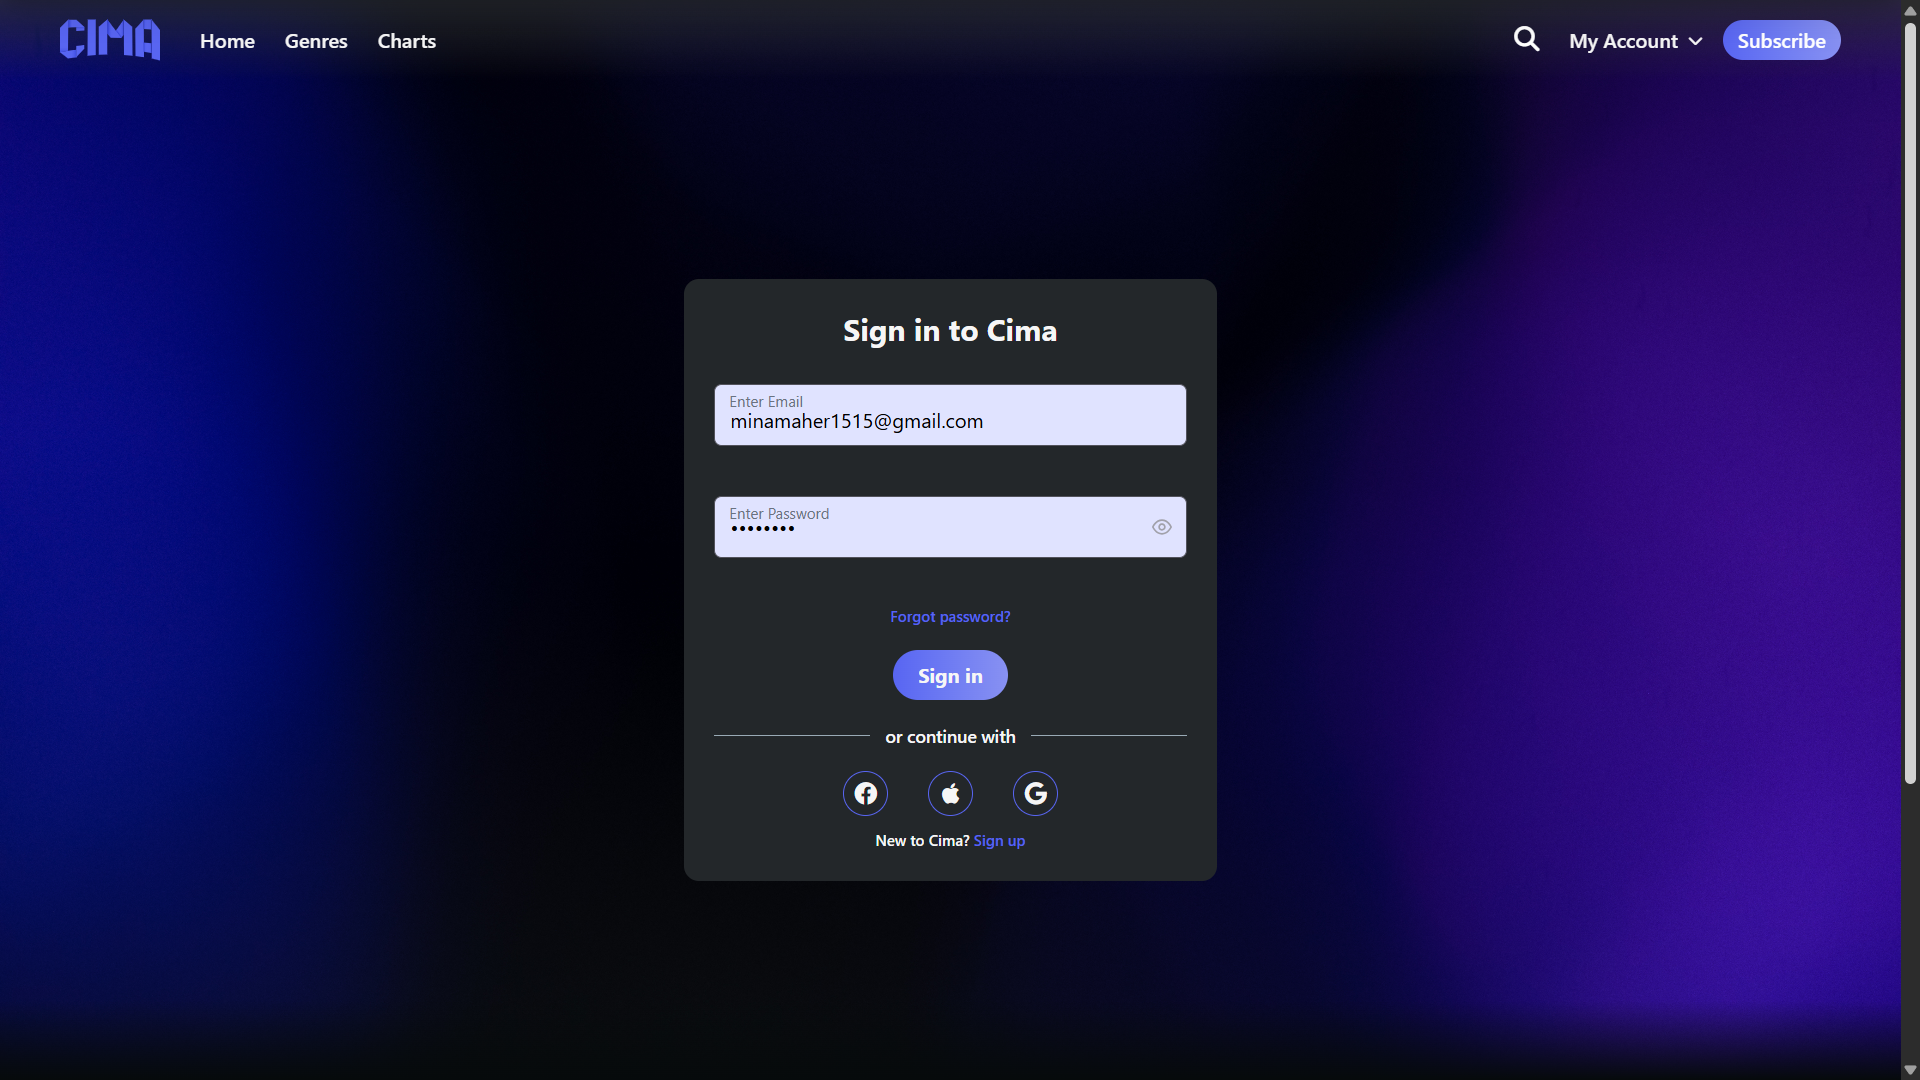 CIMA
Home
Genres
Charts
My Account
Subscribe
Sign in to Cima
Enter Email
minamaher1515@gmail.com
Enter Password
••••••••
Forgot password?
Sign in
or continue with
New to Cima? Sign up